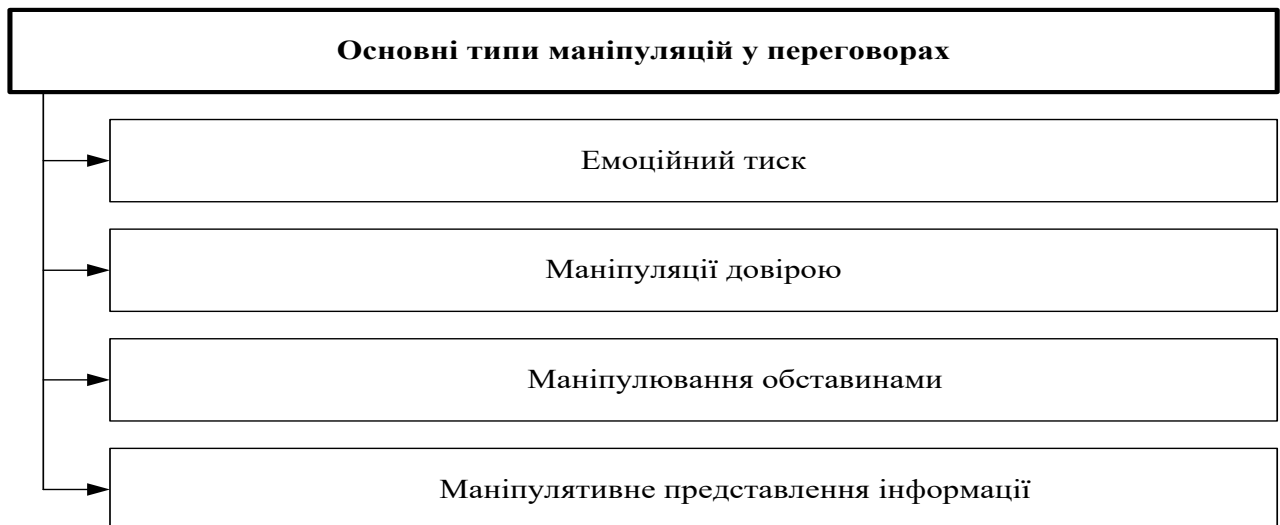 Основні типи маніпуляцій у переговорах
Емоційний тиск
Маніпуляції довірою
Маніпулювання обставинами
Маніпулятивне представлення інформації